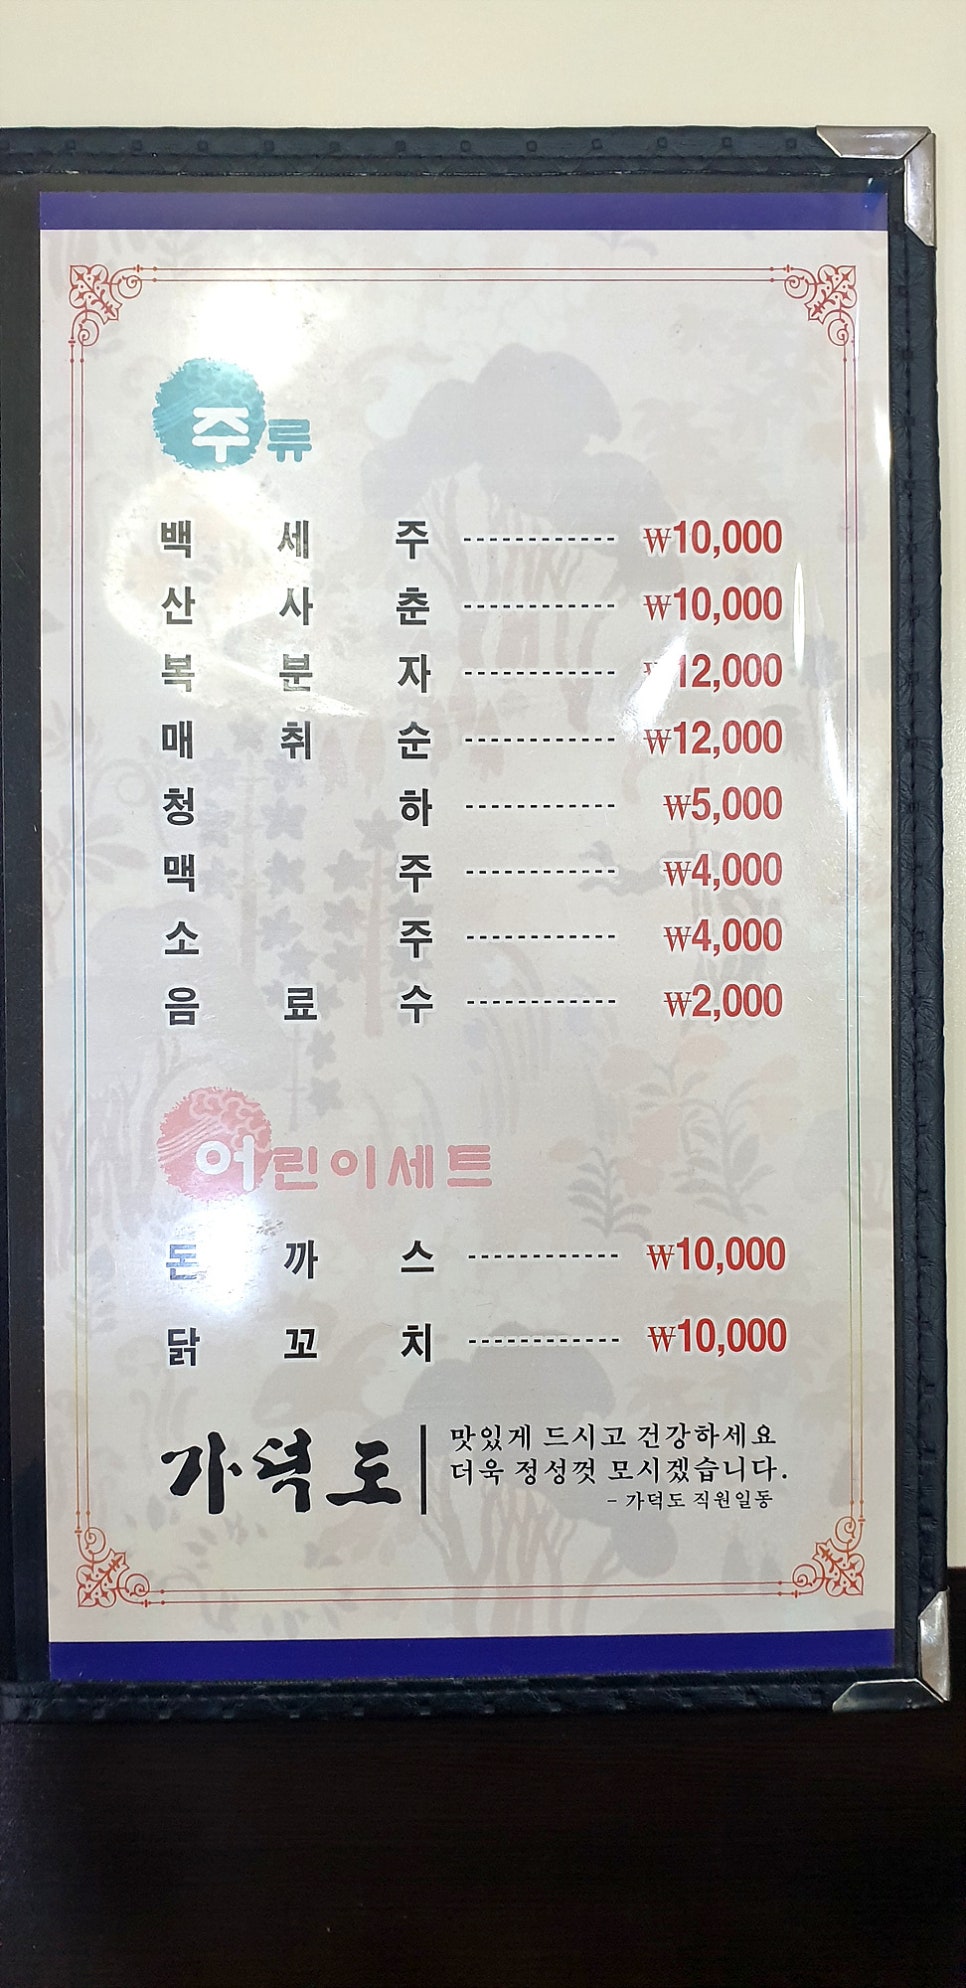 주류
백세주 ------------ ₩10,000
산사춘 ------------ ₩10,000
복분자 ------------ ₩12,000
매취순 ------------ ₩12,000
청하 ------------ ₩5,000
맥주 ------------ ₩4,000
소주 ------------ ₩4,000
음료수 ------------ ₩2,000
어린이세트
돈까스 ------------ ₩10,000
닭꼬치 ------------ ₩10,000
가덕도
맛있게 드시고 건강하세요
더욱 정성껏 모시겠습니다.
- 가덕도 직원일동